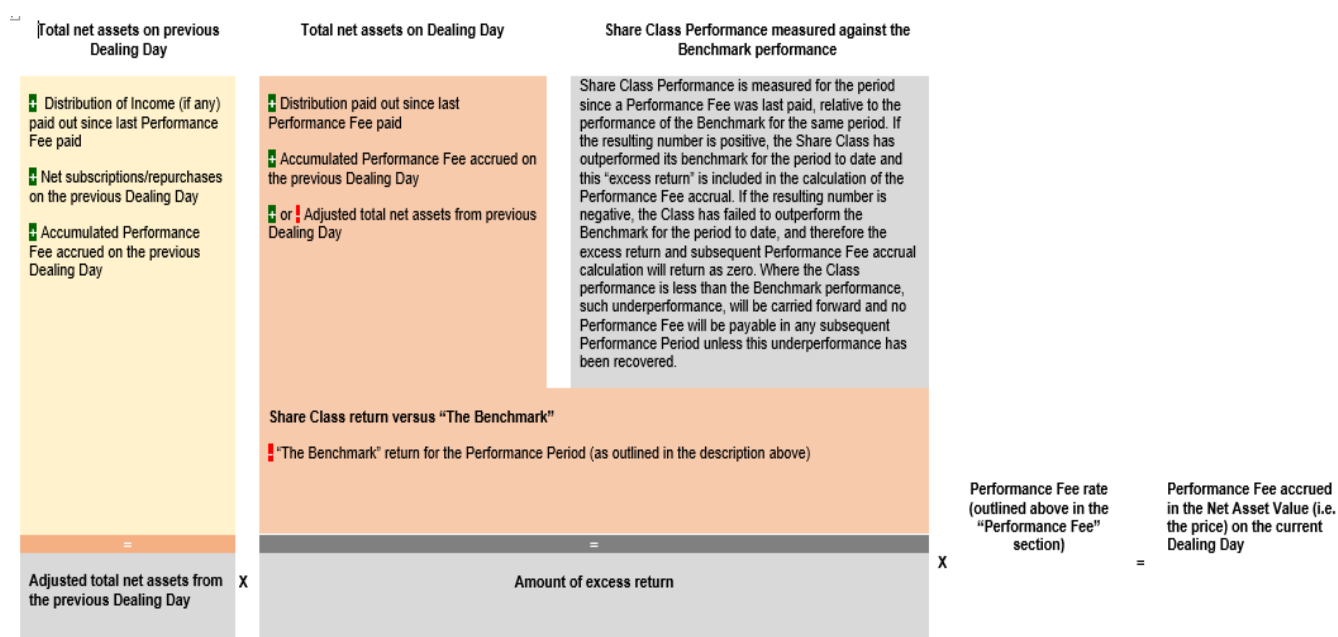 Total net assets on previous
Dealing Day
Total net assets on Dealing Day
Share Class Performance measured against the
Benchmark performance
+ Distribution of Income (if any)
paid out since last Performance
Fee paid
+ Net subscriptions/repurchases
on the previous Dealing Day
+ Accumulated Performance
Fee accrued on the previous
Dealing Day
+ Distribution paid out since last
Performance Fee paid
+ Accumulated Performance Fee accrued on
the previous Dealing Day
+ or ! Adjusted total net assets from previous
Dealing Day
Share Class Performance is measured for the period
since a Performance Fee was last paid, relative to the
performance of the Benchmark for the same period. If
the resulting number is positive, the Share Class has
outperformed its benchmark for the period to date and
this “excess return” is included in the calculation of the
Performance Fee accrual. If the resulting number is
negative, the Class has failed to outperform the
Benchmark for the period to date, and therefore the
excess return and subsequent Performance Fee accrual
calculation will return as zero. Where the Class
performance is less than the Benchmark performance,
such underperformance, will be carried forward and no
Performance Fee will be payable in any subsequent
Performance Period unless this underperformance has
been recovered.
Share Class return versus “The Benchmark”
! “The Benchmark” return for the Performance Period (as outlined in the description above)
=
=
Adjusted total net assets from
the previous Dealing Day
X
Amount of excess return
X
Performance Fee rate
(outlined above in the
“Performance Fee”
section)
=
Performance Fee accrued
in the Net Asset Value (i.e.
the price) on the current
Dealing Day